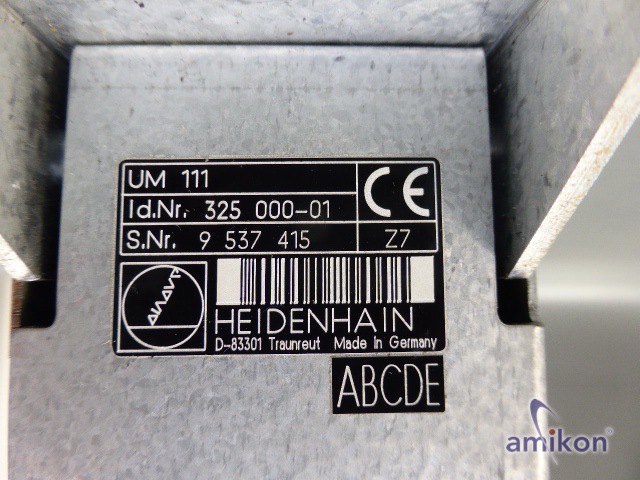 UM 111
CE
Id.Nr. 325 000-01
S.Nr. 9 537 415 Z7
HEIDENHAIN
D-83301 Traunreut Made in Germany
ABCDE
amikon